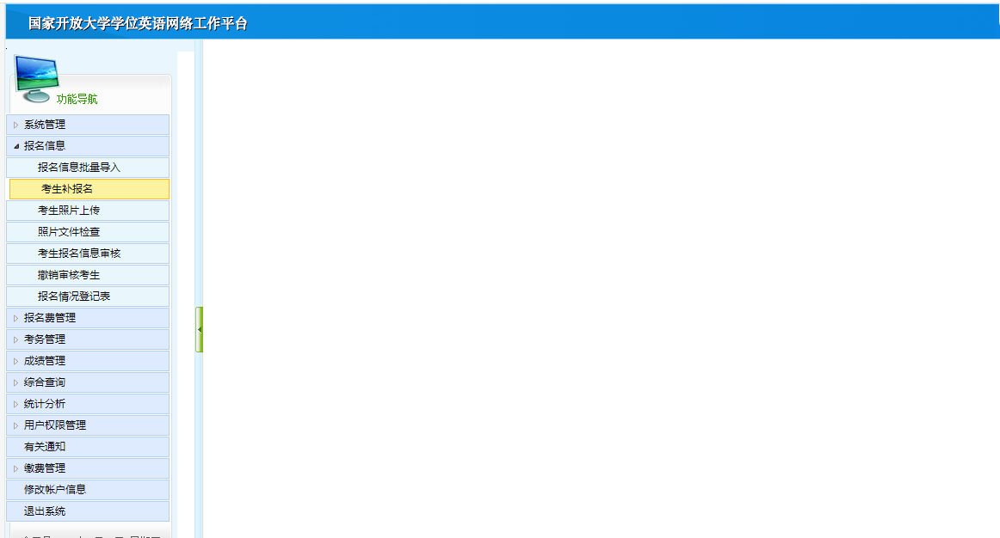 国家开放大学学位英语网络工作平台
功能导航
系统管理
报名信息
报名信息批量导入
考生补报名
考生照片上传
照片文件检查
考生报名信息审核
撤销审核考生
报名情况登记表
报名费管理
考务管理
成绩管理
综合查询
统计分析
用户权限管理
有关通知
缴费管理
修改帐户信息
退出系统